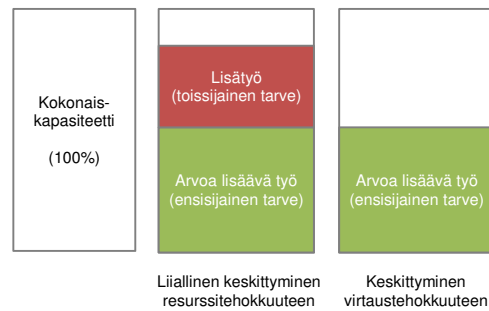 Kokonais-
kapasiteetti
(100%)
Lisätyö
(toissijainen tarve)
Arvoa lisäävä työ
(ensisijainen tarve)
Arvoa lisäävä työ
(ensisijainen tarve)
Liiallinen keskittyminen
resurssitehokkuuteen
Keskittyminen
virtaustehokkuuteen